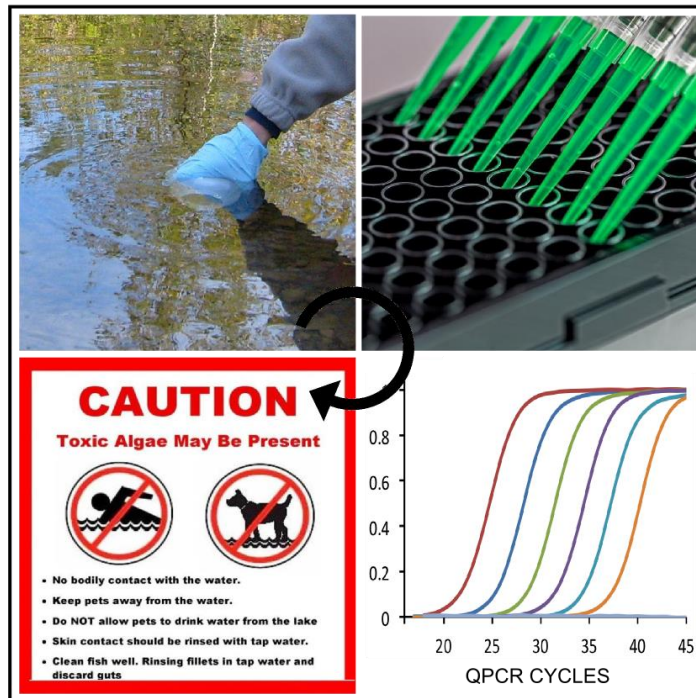 CAUTION
Toxic Algae May Be Present
• No bodily contact with the water.
• Keep pets away from the water.
• Do NOT allow pets to drink water from the lake
• Skin contact should be rinsed with tap water.
• Clean fish well. Rinsing fillets in tap water and
discard guts
0.8
0.6
0.4
0.2
0
20 25 30 35 40 45
QPCR CYCLES